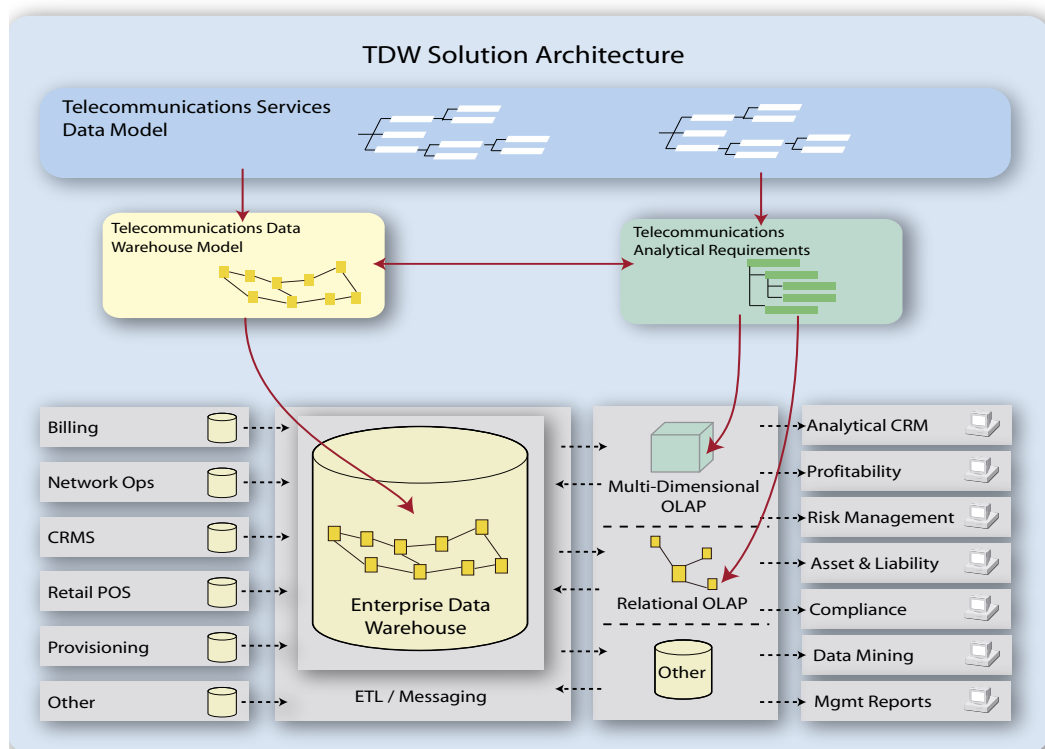 TDW Solution Architecture
Telecommunications Services
Data Model
Telecommunications Data
Warehouse Model
Telecommunications
Analytical Requirements
Billing
Network Ops
CRMS
Retail POS
Provisioning
Other
Enterprise Data
Warehouse
ETL / Messaging
Multi-Dimensional
OLAP
Relational OLAP
Other
Analytical CRM
Profitability
Risk Management
Asset & Liability
Compliance
Data Mining
Mgmt Reports